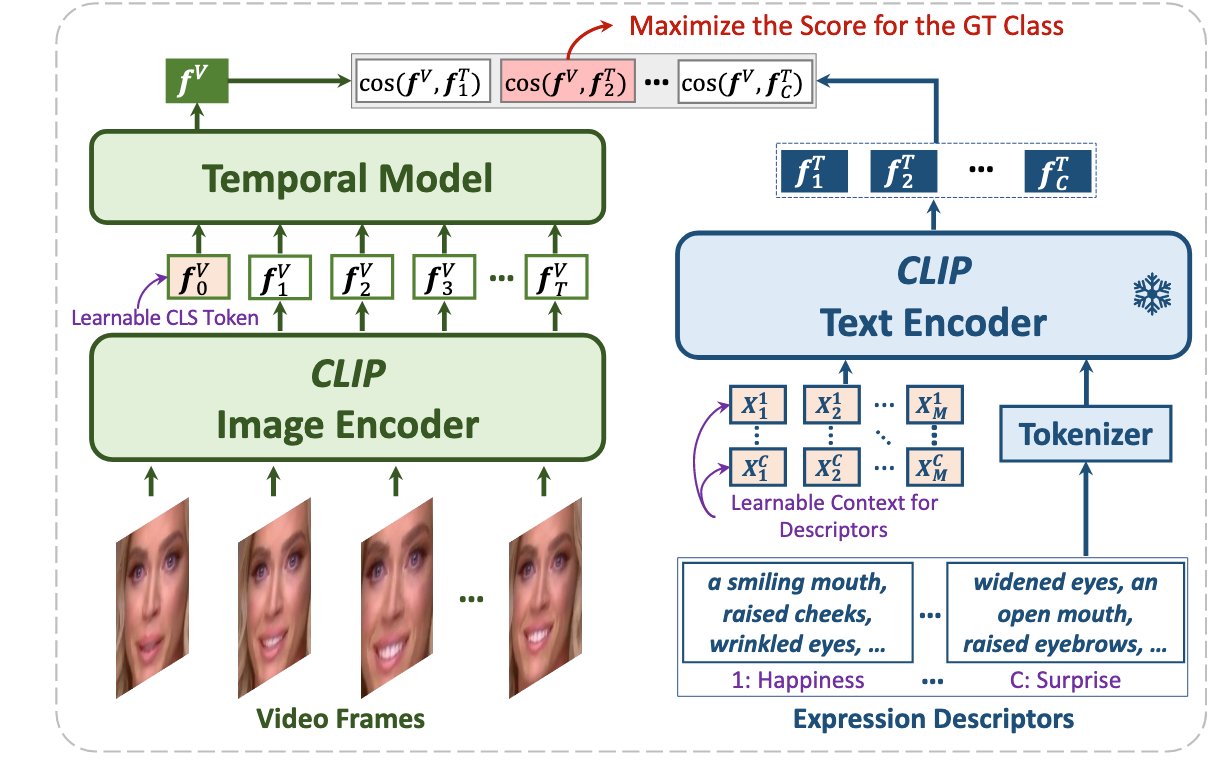 Maximize the Score for the GT Class
f^V
cos(f^V, f_1^T) cos(f^V, f_2^T) ··· cos(f^V, f_C^T)
Temporal Model
f_1^T f_2^T ··· f_C^T
f_0^V f_1^V f_2^V f_3^V ··· f_T^V
Learnable CLS Token
CLIP
Image Encoder
CLIP
Text Encoder
X_1^1 X_2^1 ··· X_M^1
X_1^C X_2^C ··· X_M^C
Tokenizer
Learnable Context for
Descriptors
a smiling mouth,
raised cheeks,
wrinkled eyes, ...
···
widened eyes, an
open mouth,
raised eyebrows, ...
1: Happiness ··· C: Surprise
···
Video Frames
Expression Descriptors